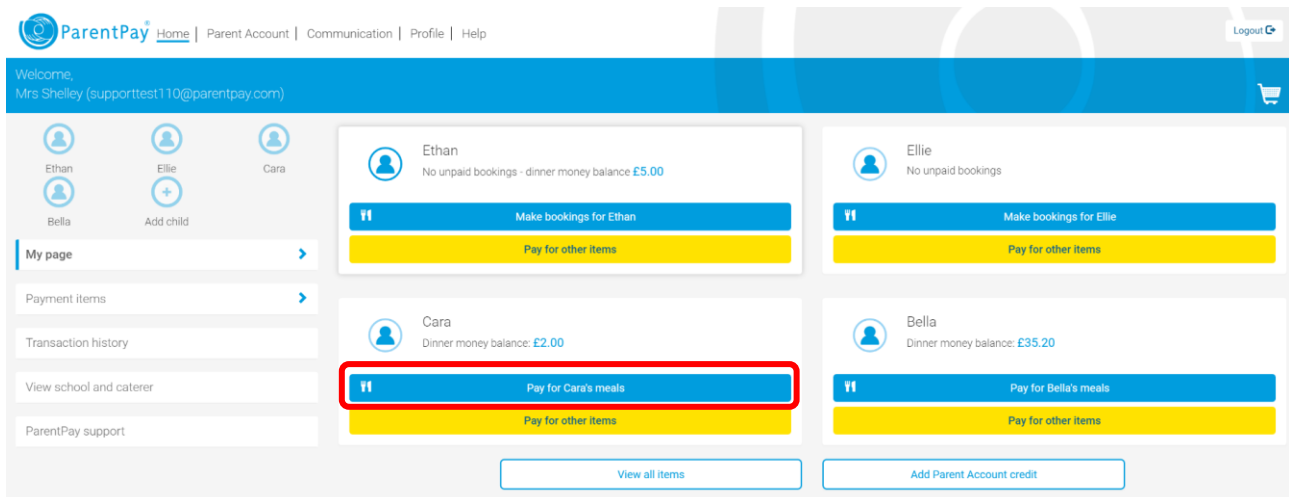 ParentPay
Home | Parent Account | Communication | Profile | Help
Logout
Welcome,
Mrs Shelley (supporttest110@parentpay.com)
Ethan
Ellie
Cara
Bella
Add child
My page
Payment items
Transaction history
View school and caterer
ParentPay support
Ethan
No unpaid bookings - dinner money balance £5.00
Make bookings for Ethan
Pay for other items
Ellie
No unpaid bookings
Make bookings for Ellie
Pay for other items
Cara
Dinner money balance: £2.00
Pay for Cara's meals
Pay for other items
Bella
Dinner money balance: £35.20
Pay for Bella's meals
Pay for other items
View all items
Add Parent Account credit